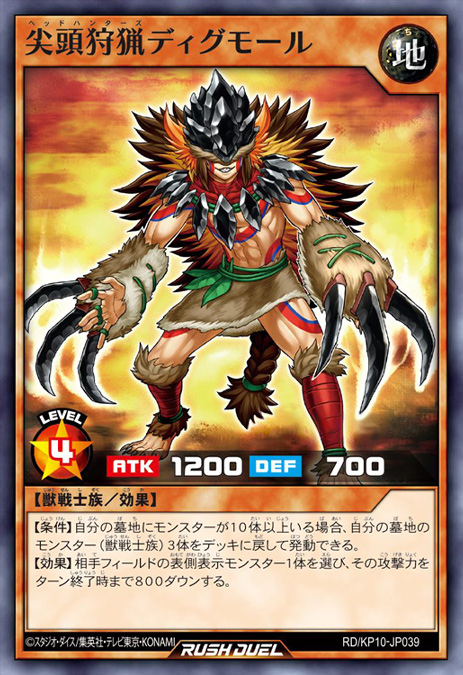 ヘッドハンターズ
尖頭狩猟ディグモール
ち
地
LEVEL
4
ATK 1200 DEF 700
【獣戦士族／効果】
【条件】自分の墓地にモンスターが10体以上いる場合、自分の墓地の
モンスター（獣戦士族）3体をデッキに戻して発動できる。
【効果】相手フィールドの表側表示モンスター1体を選び、その攻撃力を
ターン終了時まで800ダウンする。
©スタジオ・ダイス/集英社・テレビ東京・KONAMI
RUSH DUEL
RD/KP10-JP039